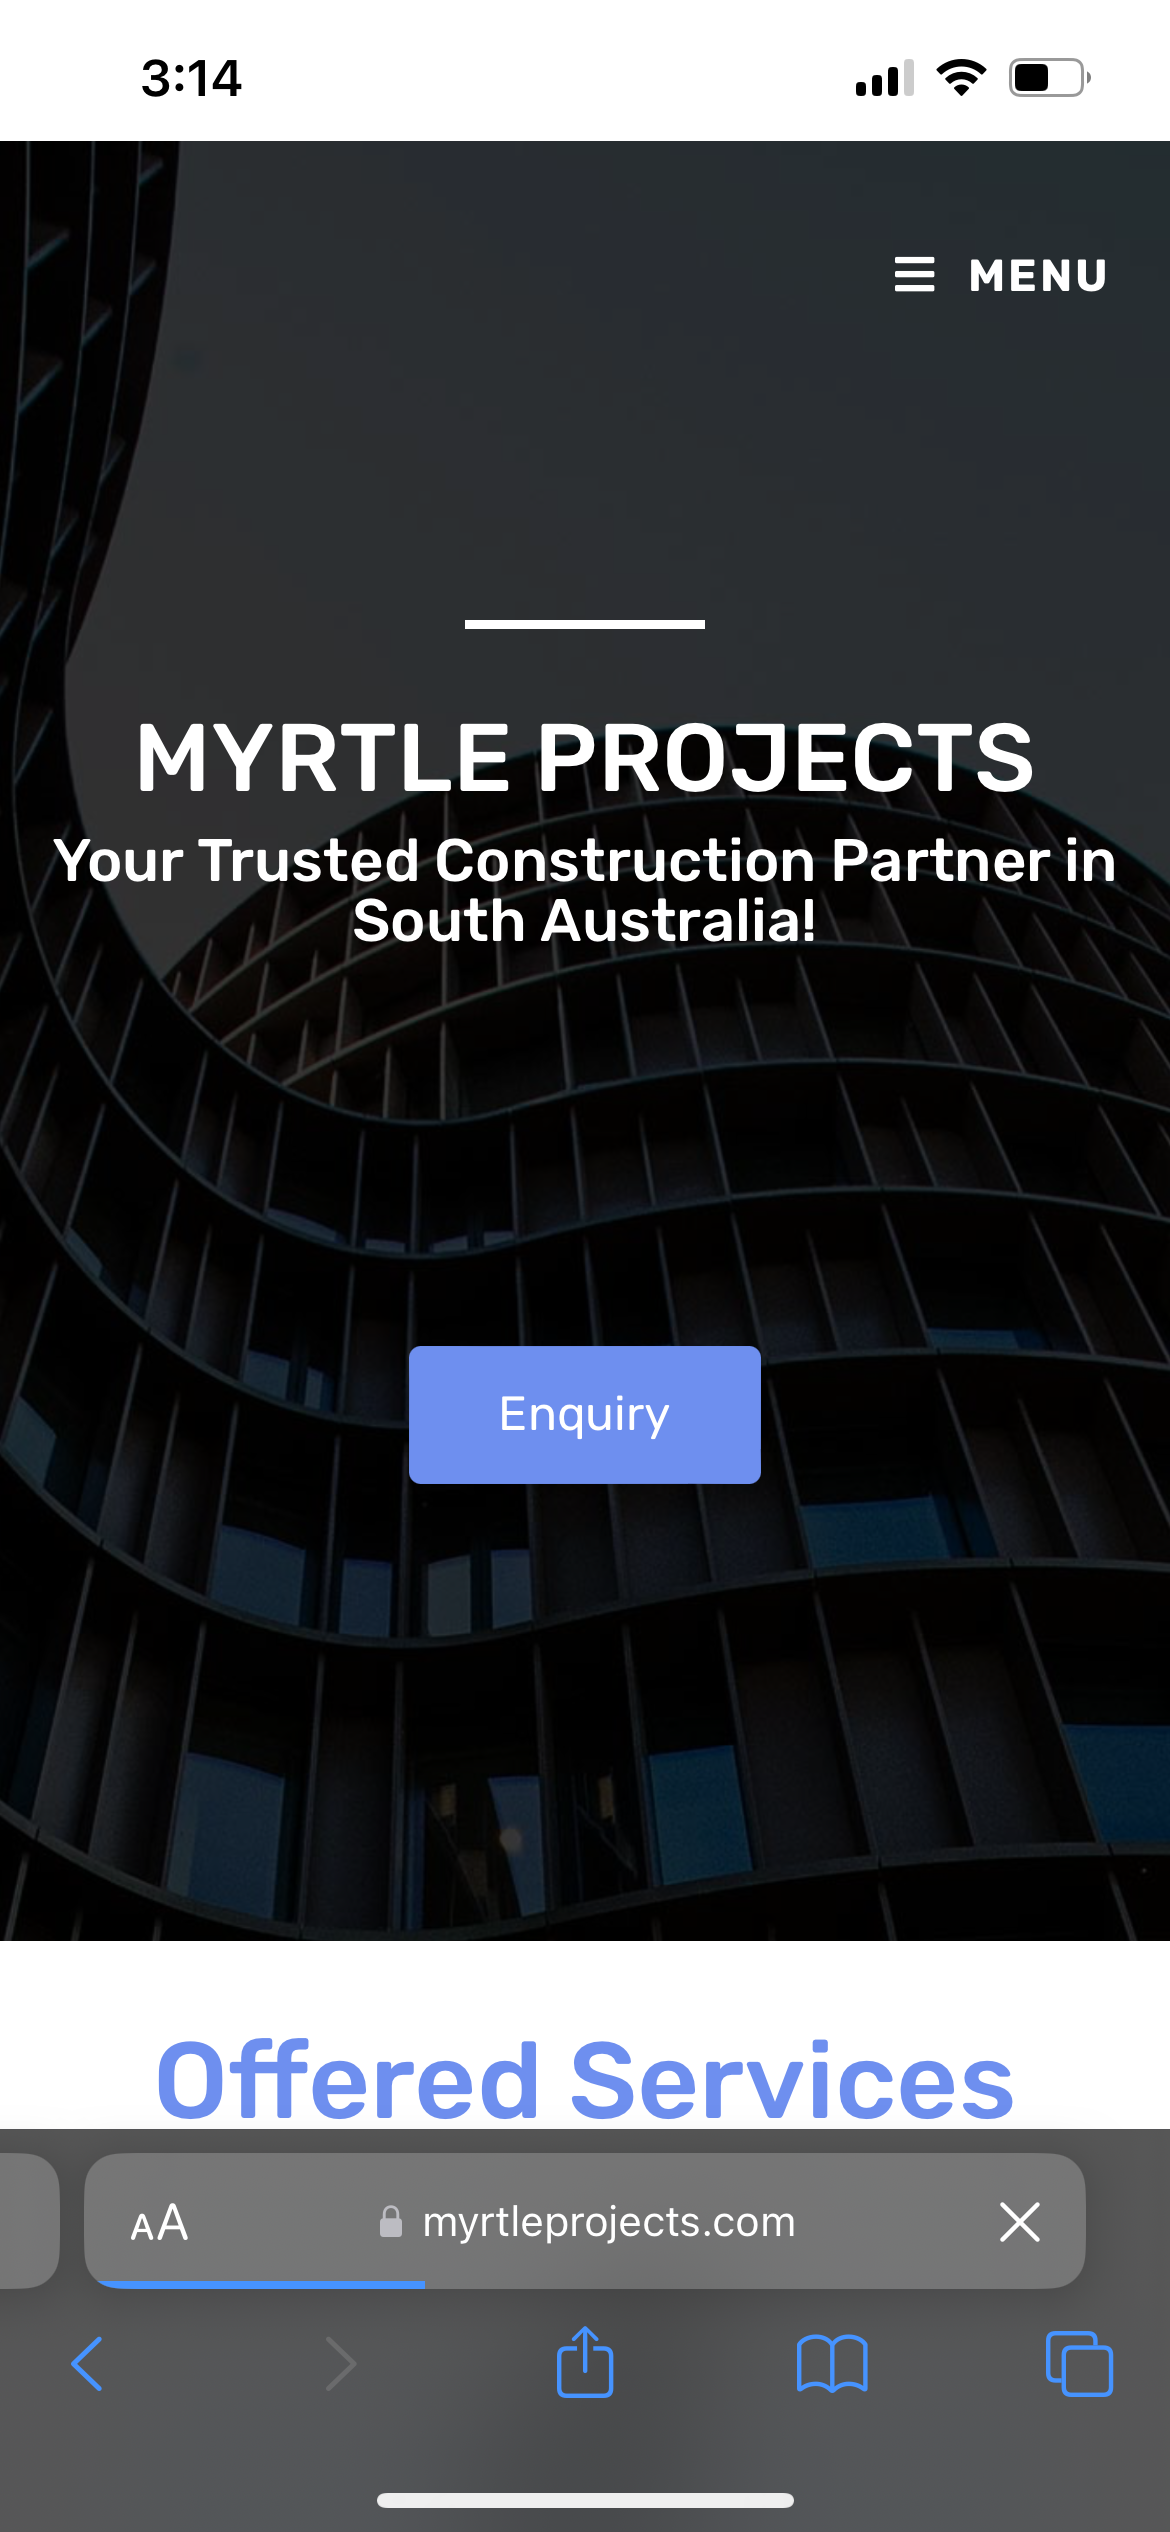 3:14
MENU
MYRTLE PROJECTS
Your Trusted Construction Partner in
South Australia!
Enquiry
Offered Services
AA myrtleprojects.com